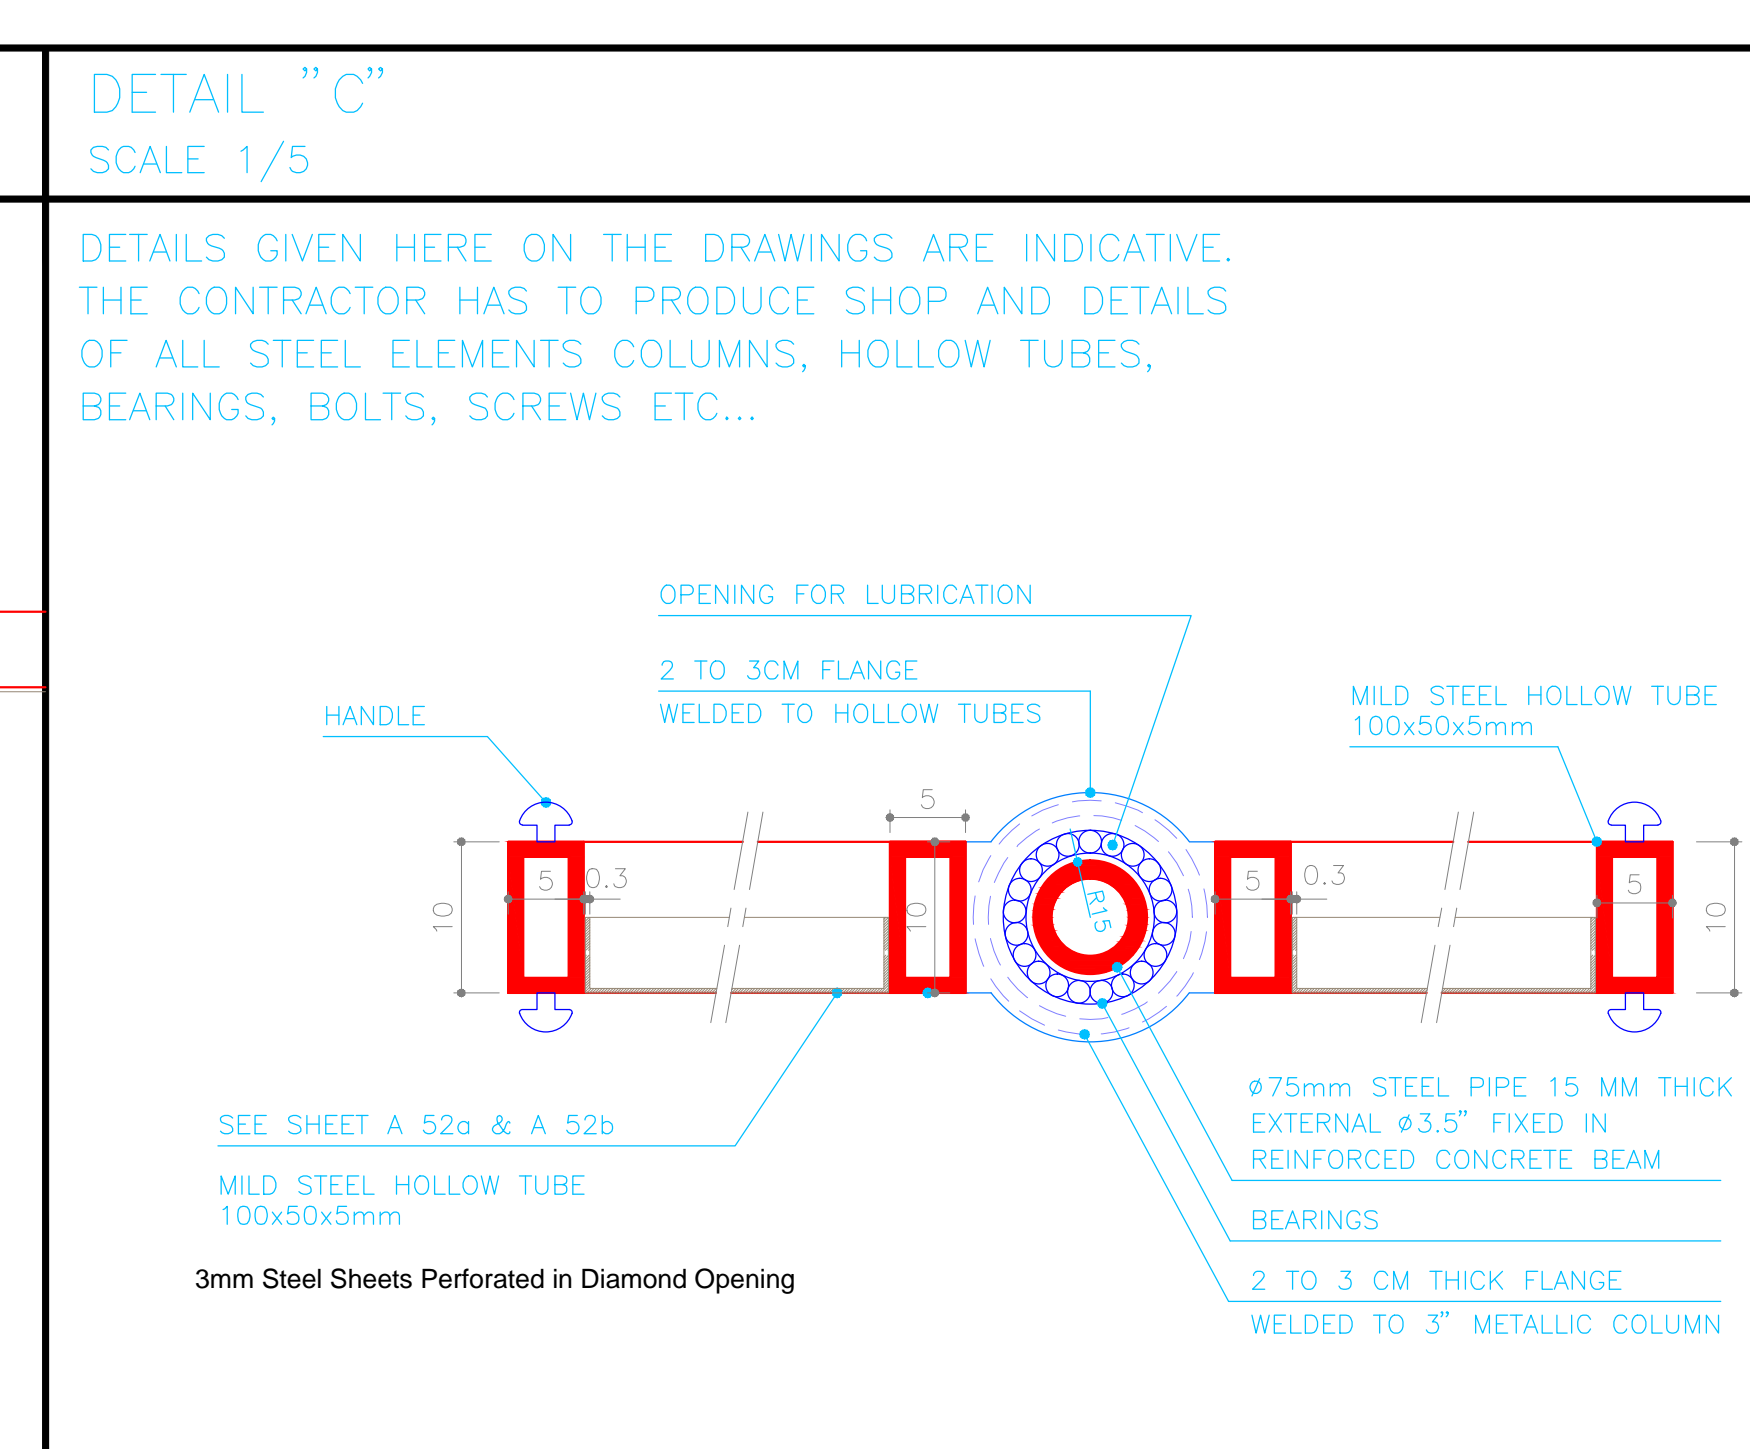 DETAIL "C"
SCALE 1/5
DETAILS GIVEN HERE ON THE DRAWINGS ARE INDICATIVE.
THE CONTRACTOR HAS TO PRODUCE SHOP AND DETAILS
OF ALL STEEL ELEMENTS COLUMNS, HOLLOW TUBES,
BEARINGS, BOLTS, SCREWS ETC...
OPENING FOR LUBRICATION
2 TO 3CM FLANGE
WELDED TO HOLLOW TUBES
HANDLE
MILD STEEL HOLLOW TUBE
100x50x5mm
5
10
5
0.3
10
R15
5
0.3
5
10
SEE SHEET A 52a & A 52b
MILD STEEL HOLLOW TUBE
100x50x5mm
3mm Steel Sheets Perforated in Diamond Opening
ø75mm STEEL PIPE 15 MM THICK
EXTERNAL ø3.5" FIXED IN
REINFORCED CONCRETE BEAM
BEARINGS
2 TO 3 CM THICK FLANGE
WELDED TO 3" METALLIC COLUMN